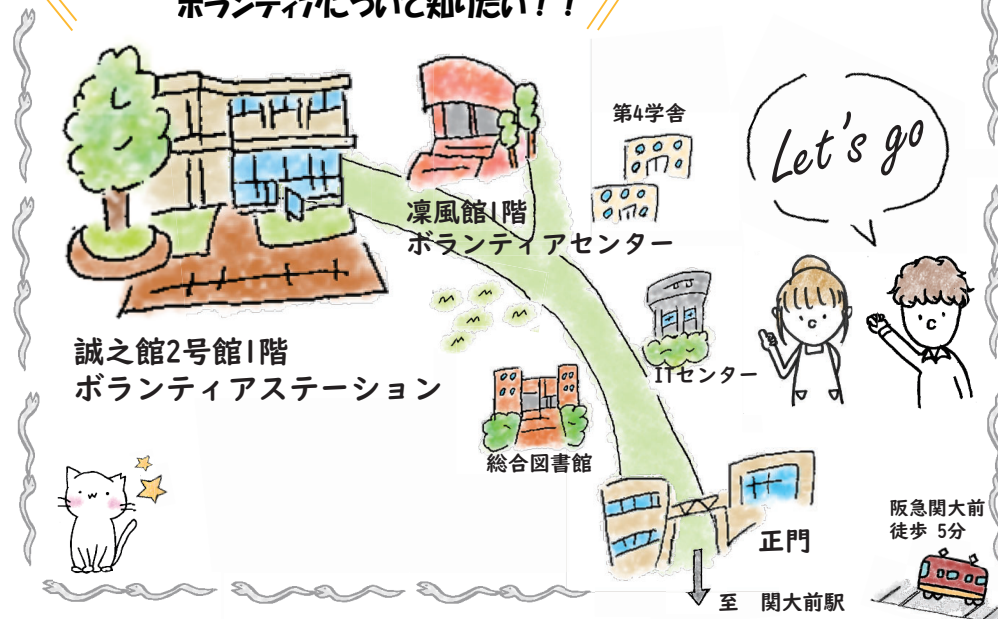 ボランティアについて知りたい！！
第4学舎
Let's go
凜風館1階
ボランティアセンター
誠之館2号館1階
ボランティアステーション
ITセンター
総合図書館
阪急関大前
徒歩 5分
正門
至 関大前駅